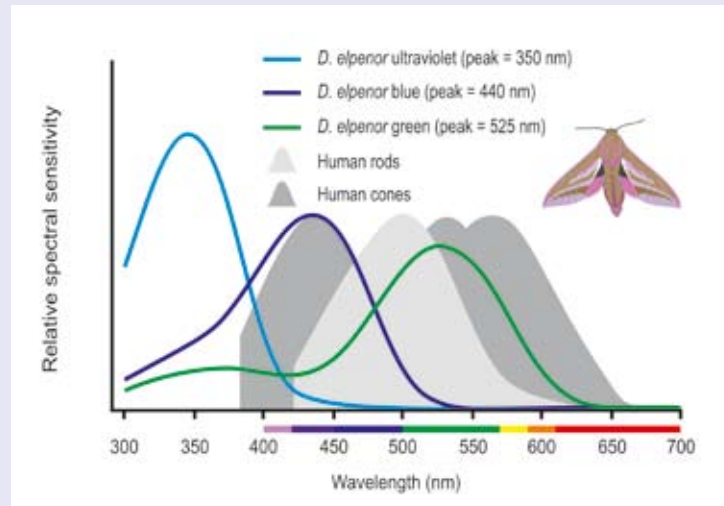 D. elpenor ultraviolet (peak = 350 nm)
D. elpenor blue (peak = 440 nm)
D. elpenor green (peak = 525 nm)
Human rods
Human cones
Relative spectral sensitivity
300 350 400 450 500 550 600 650 700
Wavelength (nm)